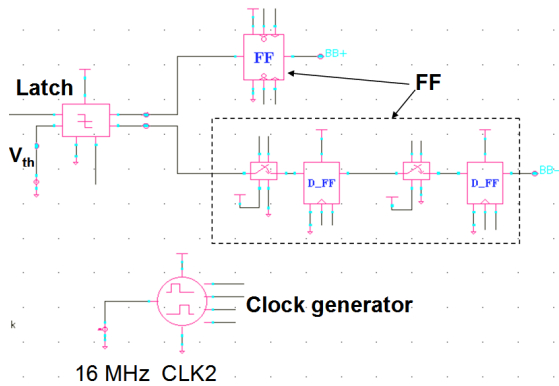 FF
BB+
FF
Latch
Vth
D_FF
D_FF
BB-
Clock generator
k
16 MHz CLK2